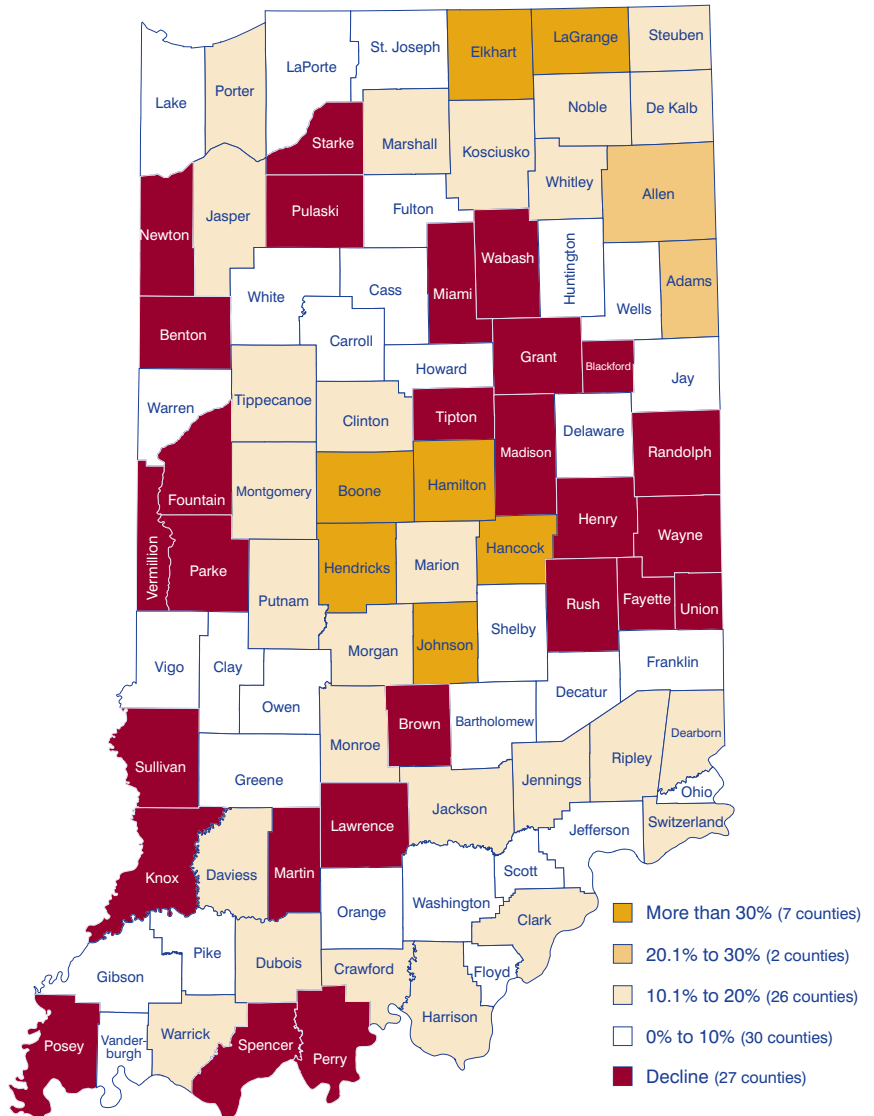 St. Joseph
Elkhart
LaGrange
Steuben
LaPorte
Lake
Porter
Noble
De Kalb
Starke
Marshall
Kosciusko
Whitley
Allen
Newton
Jasper
Pulaski
Fulton
Wabash
Huntington
Miami
Adams
White
Cass
Wells
Benton
Carroll
Howard
Grant
Blackford
Jay
Warren
Tippecanoe
Clinton
Tipton
Madison
Delaware
Randolph
Fountain
Montgomery
Boone
Hamilton
Henry
Wayne
Vermillion
Parke
Putnam
Hendricks
Marion
Hancock
Rush
Fayette
Union
Vigo
Clay
Morgan
Johnson
Shelby
Franklin
Owen
Decatur
Sullivan
Greene
Monroe
Brown
Bartholomew
Ripley
Dearborn
Jennings
Ohio
Jackson
Lawrence
Jefferson
Switzerland
Knox
Daviess
Martin
Scott
Washington
Orange
Clark
Gibson
Pike
Dubois
Crawford
Floyd
Harrison
Posey
Vander-
burgh
Warrick
Spencer
Perry
More than 30% (7 counties)
20.1% to 30% (2 counties)
10.1% to 20% (26 counties)
0% to 10% (30 counties)
Decline (27 counties)